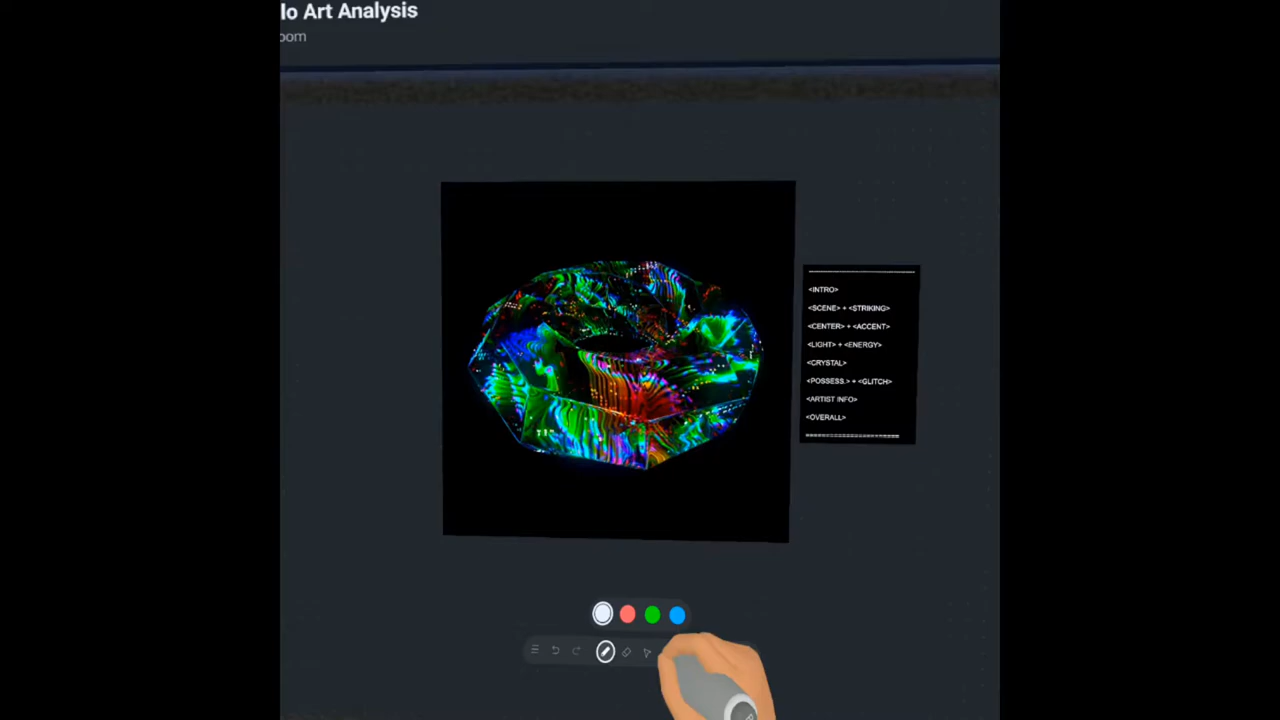 lo Art Analysis
oom
<INTRO>
<SCENE> + <STRIKING>
<CENTER> + <ACCENT>
<LIGHT> + <ENERGY>
<CRYSTAL>
<POSSESS.> + <GLITCH>
<ARTIST INFO>
<OVERALL>